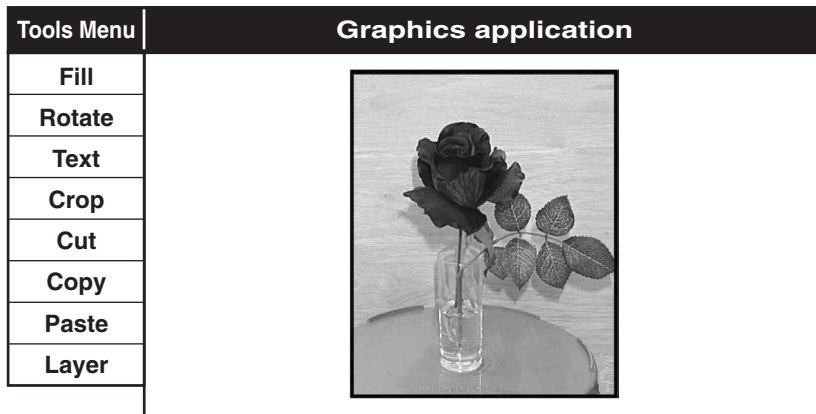 Tools Menu
Graphics application
Fill
Rotate
Text
Crop
Cut
Copy
Paste
Layer